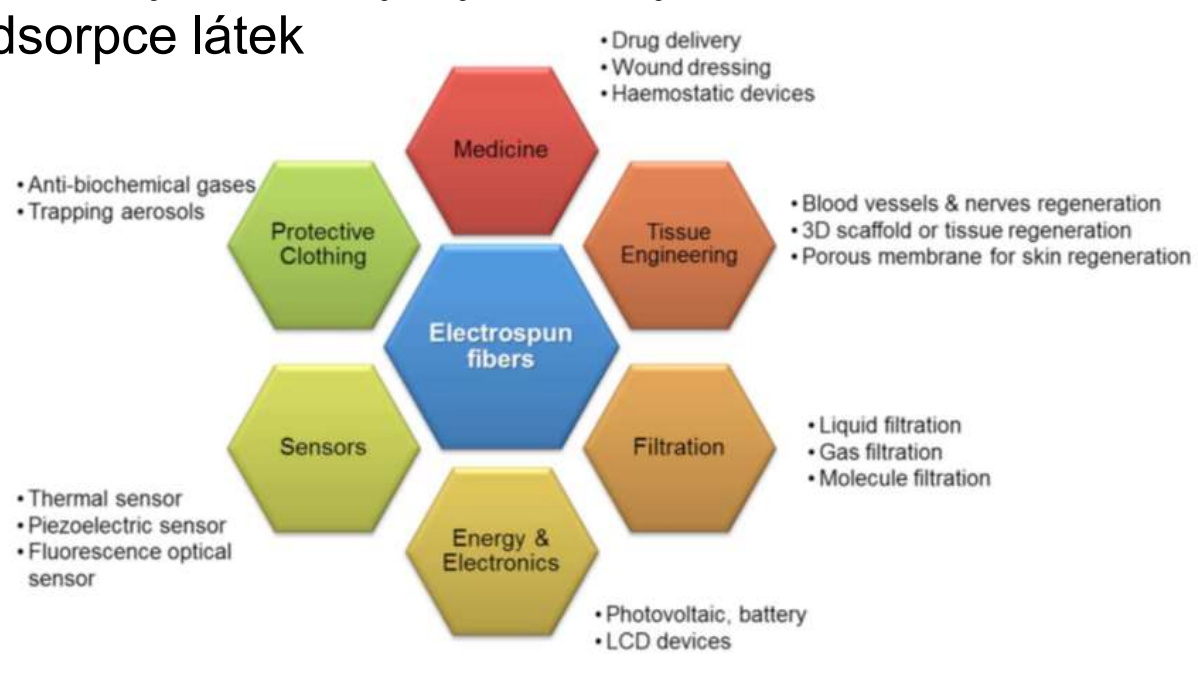 dsorpce látek
• Drug delivery
• Wound dressing
• Haemostatic devices
Medicine
• Anti-biochemical gases
• Trapping aerosols
Protective
Clothing
Tissue
Engineering
• Blood vessels & nerves regeneration
• 3D scaffold or tissue regeneration
• Porous membrane for skin regeneration
Electrospun
fibers
Sensors
Filtration
• Liquid filtration
• Gas filtration
• Molecule filtration
• Thermal sensor
• Piezoelectric sensor
• Fluorescence optical
sensor
Energy &
Electronics
• Photovoltaic, battery
• LCD devices